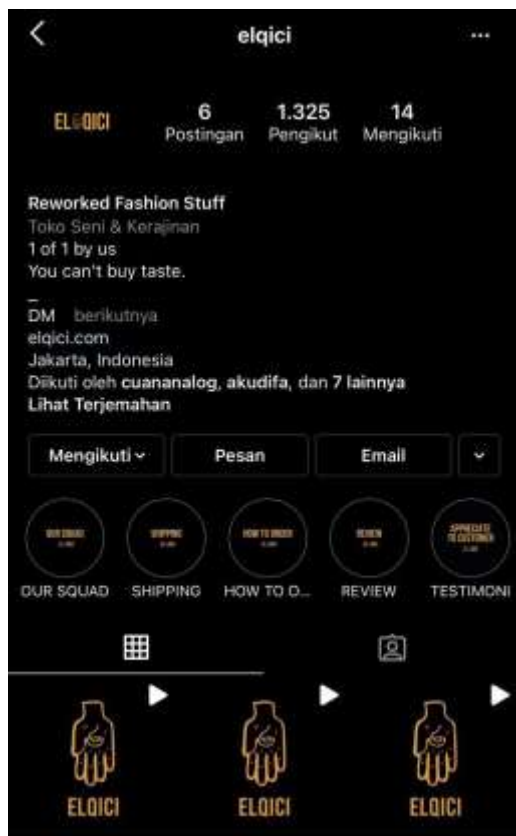 elqici
EL&QICI
6
Postingan
1.325
Pengikut
14
Mengikuti
Reworked Fashion Stuff
Toko Seni & Kerajinan
1 of 1 by us
You can't buy taste.
_
DM berikutnya
elqici.com
Jakarta, Indonesia
Diikuti oleh cuananalog, akudifa, dan 7 lainnya
Lihat Terjemahan
Mengikuti
Pesan
Email
OUR SQUAD
SHIPPING
HOW TO ORDER
REVIEW
APPRECIATE
TO CUSTOMER
OUR SQUAD
SHIPPING
HOW TO O...
REVIEW
TESTIMONI
ELQICI
ELQICI
ELQICI